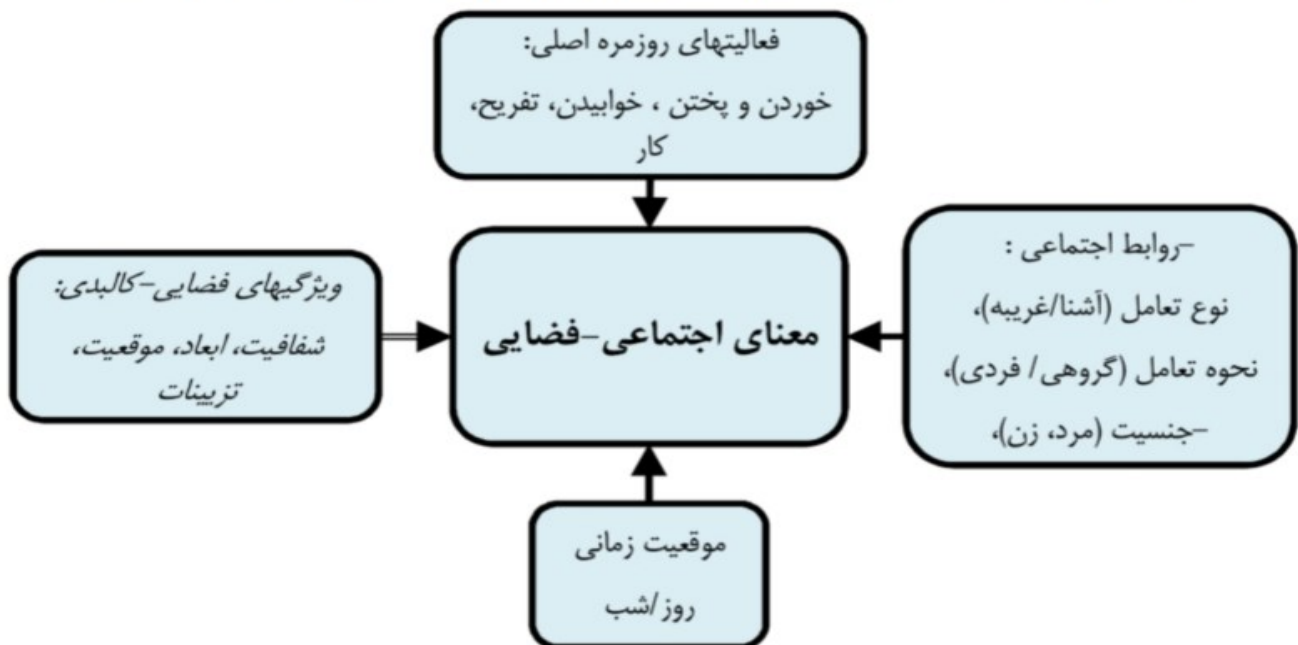 فعالیتهای روزمره اصلی:
خوردن و پختن ، خوابیدن، تفریح،
کار
-روابط اجتماعی :
نوع تعامل (آشنا/غریبه)،
نحوه تعامل (گروهی/ فردی)،
-جنسیت (مرد، زن)،
معنای اجتماعی-فضایی
ویژگیهای فضایی-کالبدی:
شفافیت، ابعاد، موقعیت،
تزیینات
موقعیت زمانی
روز/شب